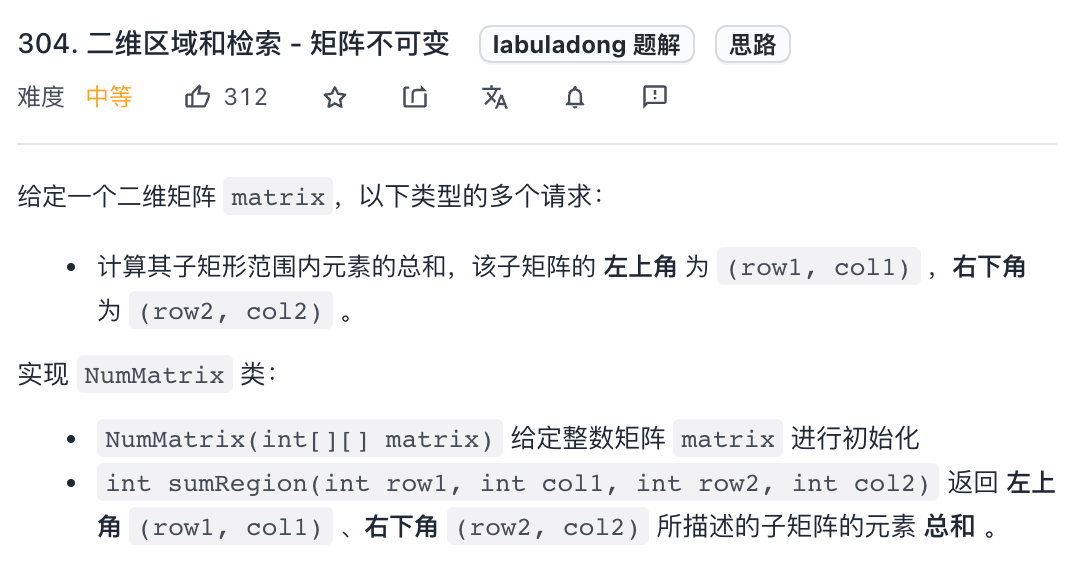 304. 二维区域和检索 - 矩阵不可变 labuladong 题解 思路
难度 中等 312
给定一个二维矩阵 matrix，以下类型的多个请求：
• 计算其子矩形范围内元素的总和，该子矩阵的 左上角 为 (row1, col1) ，右下角
为 (row2, col2) 。
实现 NumMatrix 类：
• NumMatrix(int[][] matrix) 给定整数矩阵 matrix 进行初始化
• int sumRegion(int row1, int col1, int row2, int col2) 返回 左上
角 (row1, col1) 、右下角 (row2, col2) 所描述的子矩阵的元素 总和 。